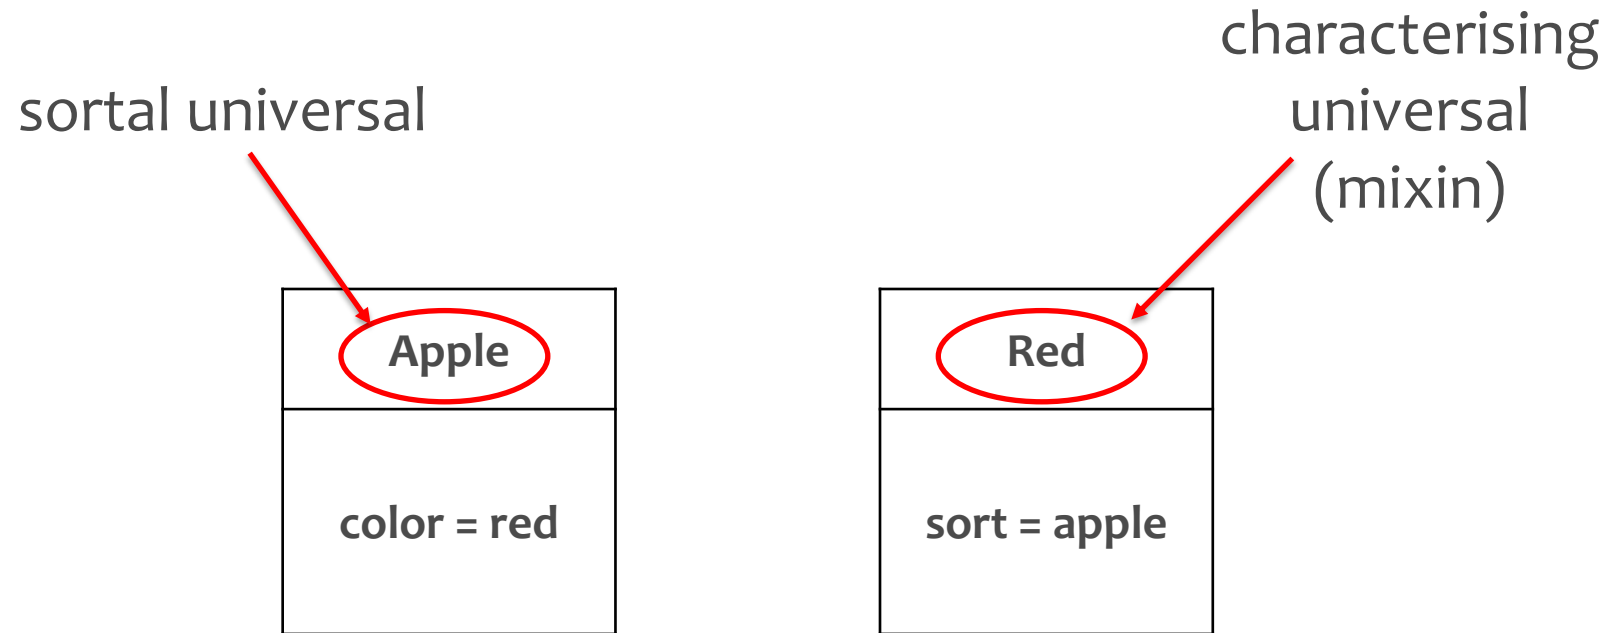 sortal universal
characterising
universal
(mixin)
Apple
color = red
Red
sort = apple